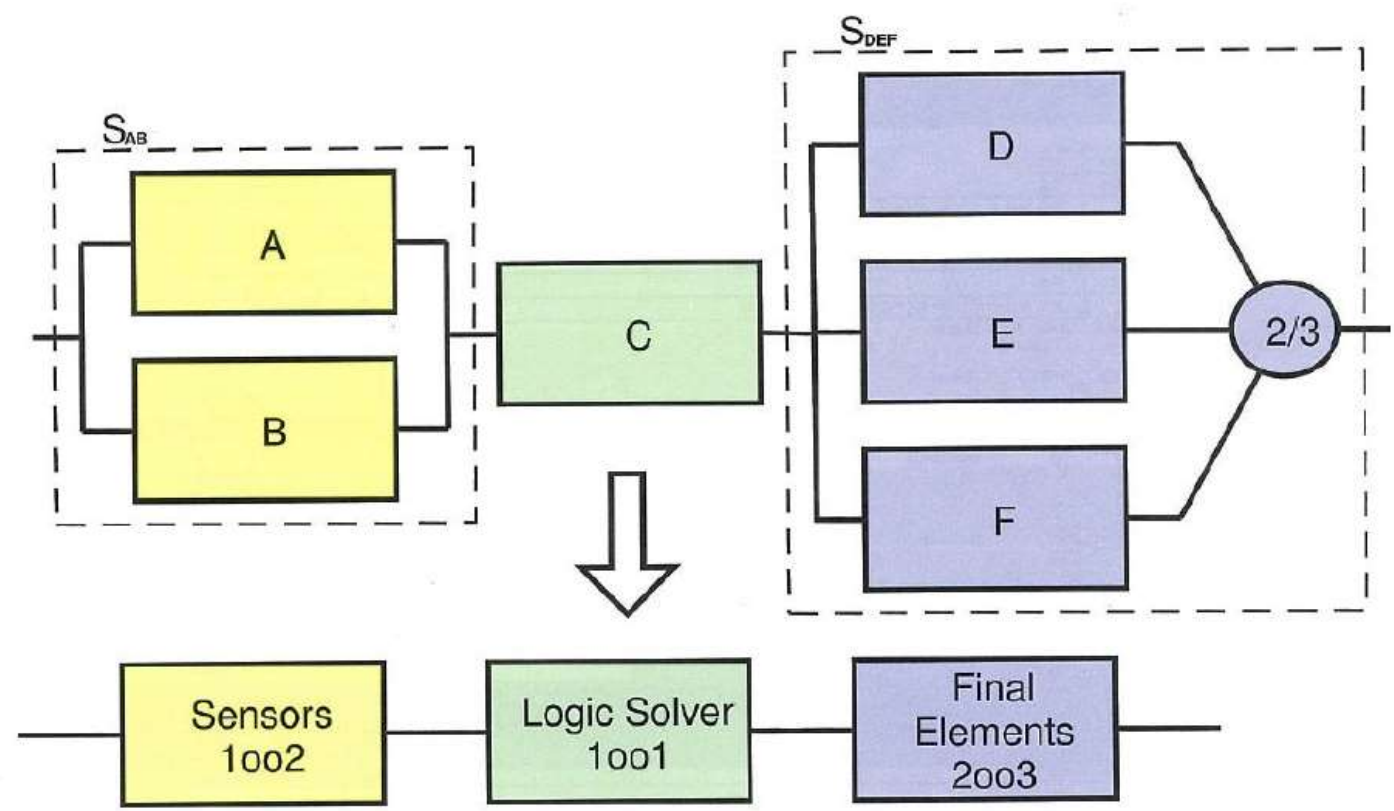 S_AB
S_DEF
A
B
C
D
E
F
2/3
Sensors
1oo2
Logic Solver
1oo1
Final
Elements
2oo3